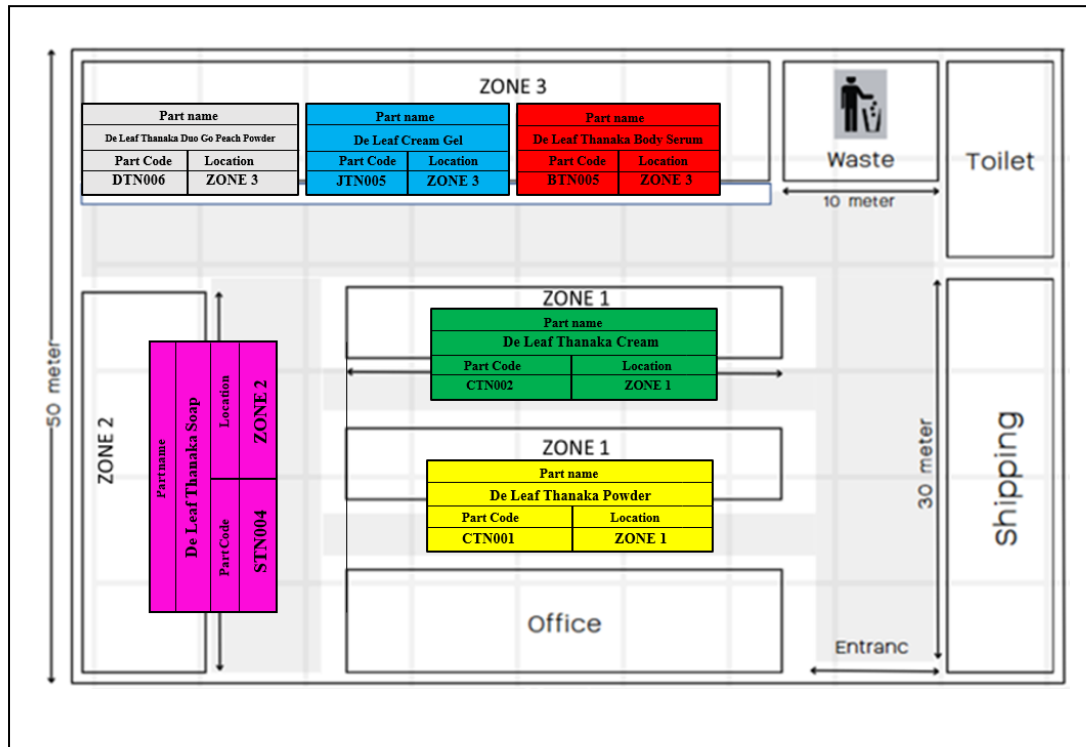 ZONE 3
Part name
De Leaf Thanaka Duo Go Peach Powder
Part Code Location
DTN006 ZONE 3
Part name
De Leaf Cream Gel
Part Code Location
JTN005 ZONE 3
Part name
De Leaf Thanaka Body Serum
Part Code Location
BTN005 ZONE 3
Waste
10 meter
Toilet
50 meter
ZONE 2
Part name
De Leaf Thanaka Soap
Part Code Location
STN004 ZONE 2
ZONE 1
Part name
De Leaf Thanaka Cream
Part Code Location
CTN002 ZONE 1
ZONE 1
Part name
De Leaf Thanaka Powder
Part Code Location
CTN001 ZONE 1
Office
Entranc
30 meter
Shipping